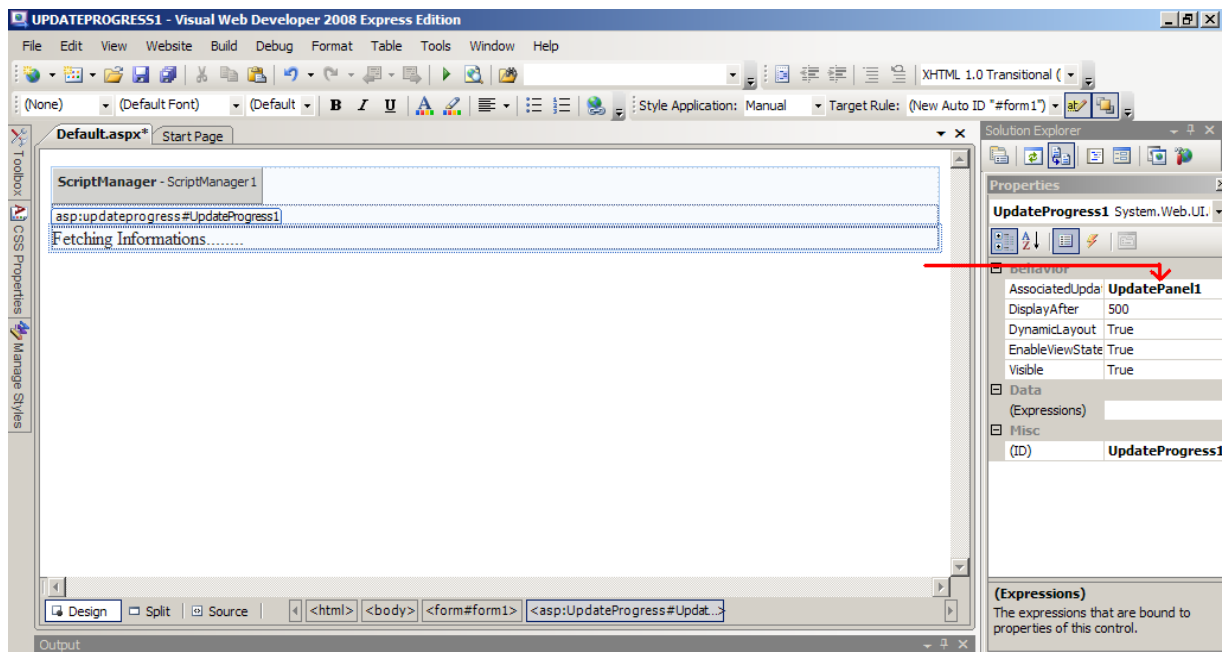 UPDATEPROGRESS1 - Visual Web Developer 2008 Express Edition
File Edit View Website Build Debug Format Table Tools Window Help
XHTML 1.0 Transitional (
(None) (Default Font) (Default B I U A Style Application: Manual Target Rule: (New Auto ID "#form1") ab
Default.aspx* Start Page
Solution Explorer
Toolbox
CSS Properties
Manage Styles
ScriptManager - ScriptManager1
asp:updateprogress#UpdateProgress1
Fetching Informations........
Properties
UpdateProgress1 System.Web.UI.
Behavior
AssociatedUpda UpdatePanel1
DisplayAfter 500
DynamicLayout True
EnableViewState True
Visible True
Data
(Expressions)
Misc
(ID) UpdateProgress1
Design Split Source <html> <body> <form#form1> <asp:UpdateProgress#Updat...>
(Expressions)
The expressions that are bound to
properties of this control.
Output